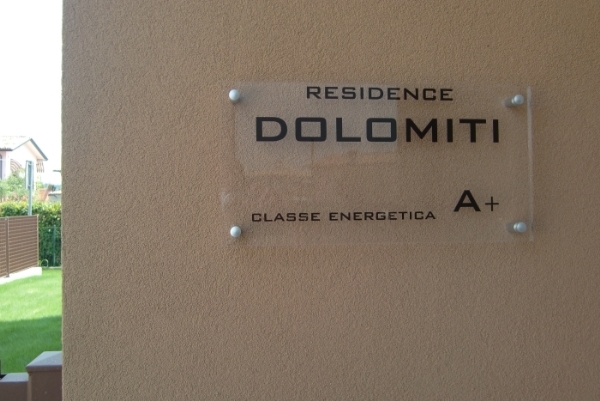 RESIDENCE
DOLOMITI
CLASSE ENERGETICA A+